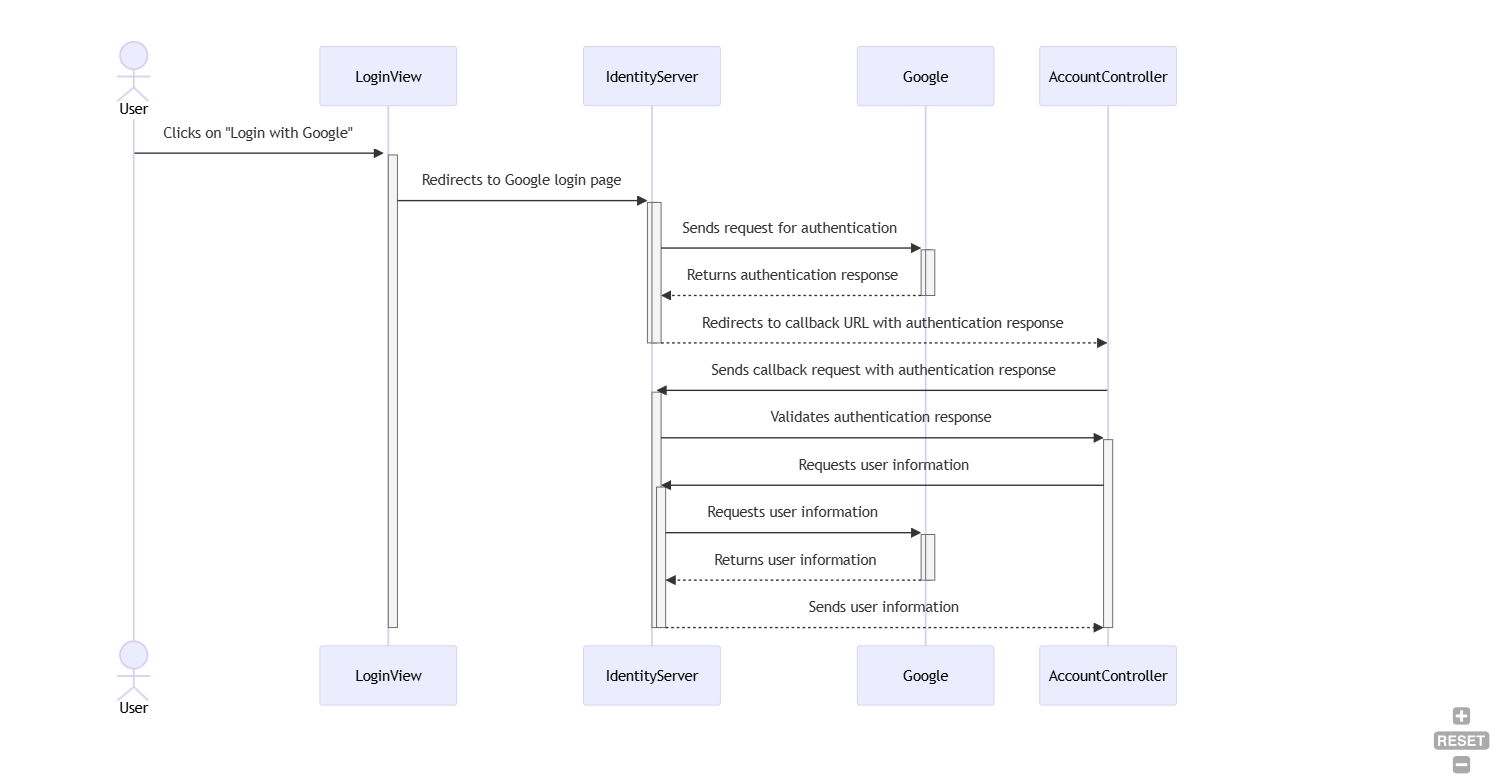 LoginView
IdentityServer
Google
AccountController
User
Clicks on "Login with Google"
Redirects to Google login page
Sends request for authentication
Returns authentication response
Redirects to callback URL with authentication response
Sends callback request with authentication response
Validates authentication response
Requests user information
Requests user information
Returns user information
Sends user information
LoginView
IdentityServer
Google
AccountController
User
RESET